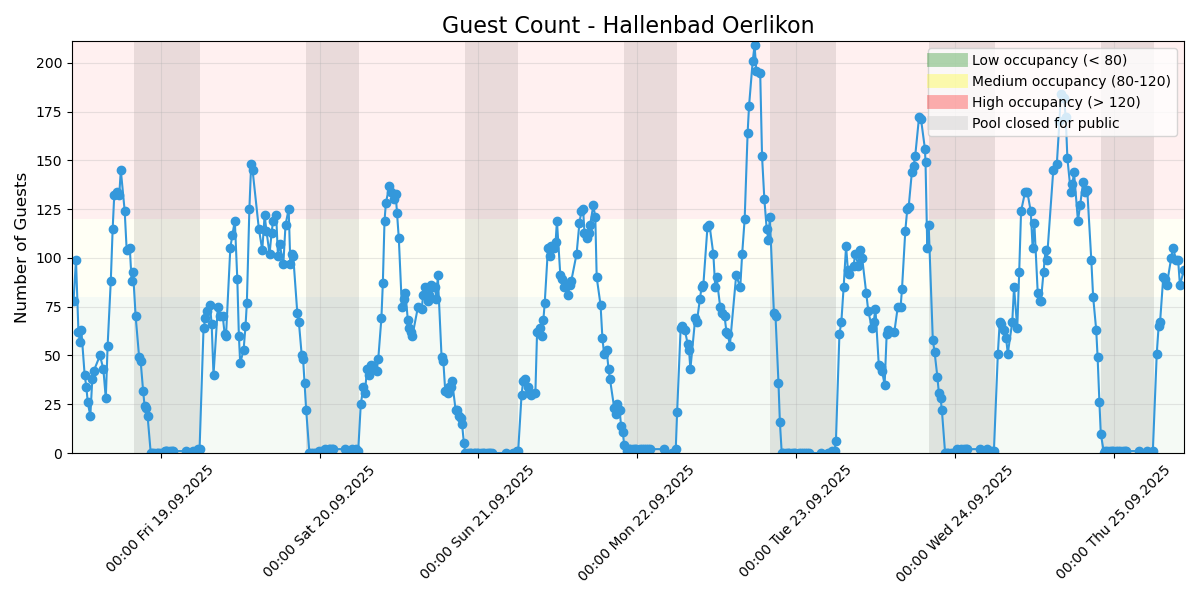 Guest Count - Hallenbad Oerlikon
Number of Guests
200
175
150
125
100
75
50
25
0
Low occupancy (< 80)
Medium occupancy (80-120)
High occupancy (> 120)
Pool closed for public
00:00 Fri 19.09.2025
00:00 Sat 20.09.2025
00:00 Sun 21.09.2025
00:00 Mon 22.09.2025
00:00 Tue 23.09.2025
00:00 Wed 24.09.2025
00:00 Thu 25.09.2025